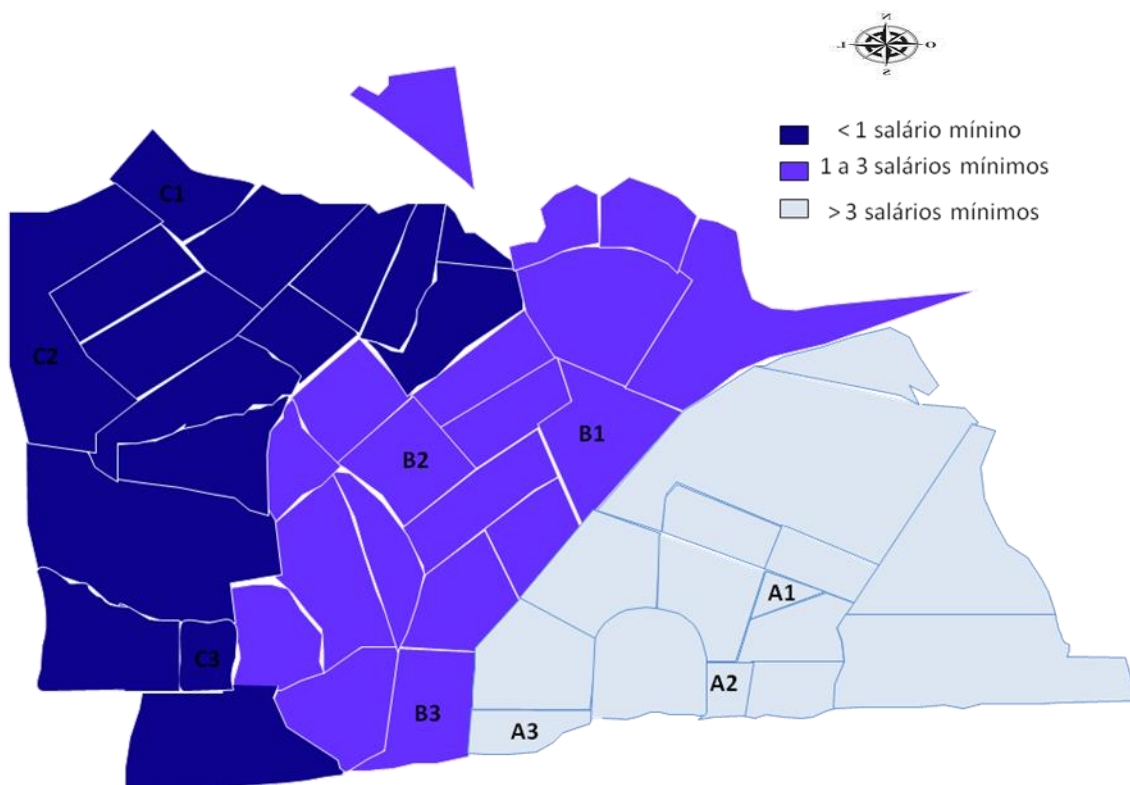 N
L O
S
< 1 salário mínino
1 a 3 salários mínimos
> 3 salários mínimos
C1
C2
B1
B2
A1
C3
A2
B3
A3